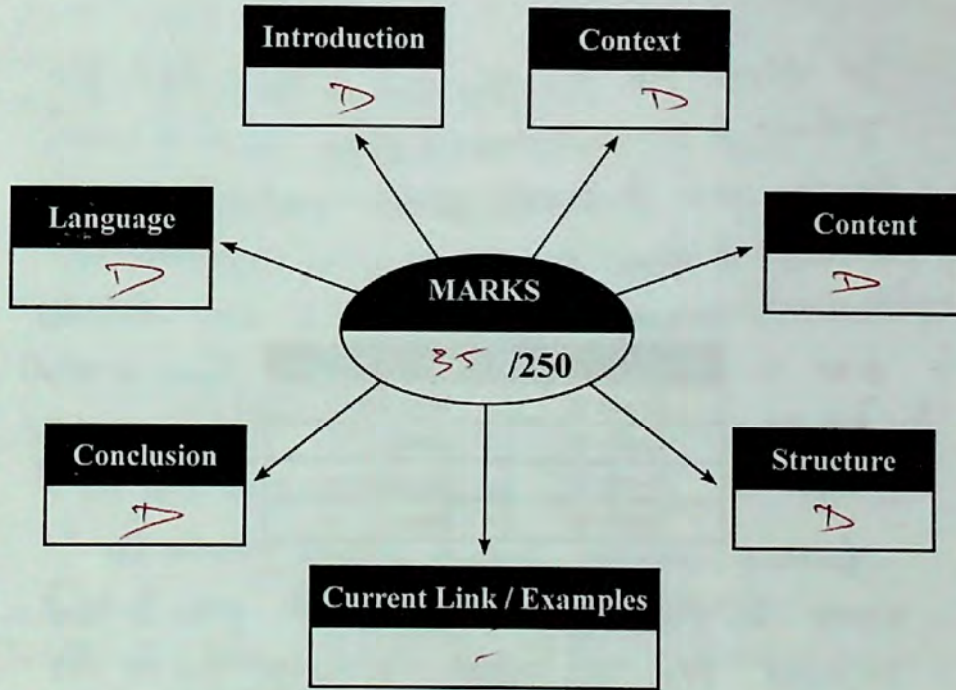 Introduction
D
Context
D
Language
D
Content
D
MARKS
35 /250
Conclusion
D
Structure
D
Current Link / Examples
-